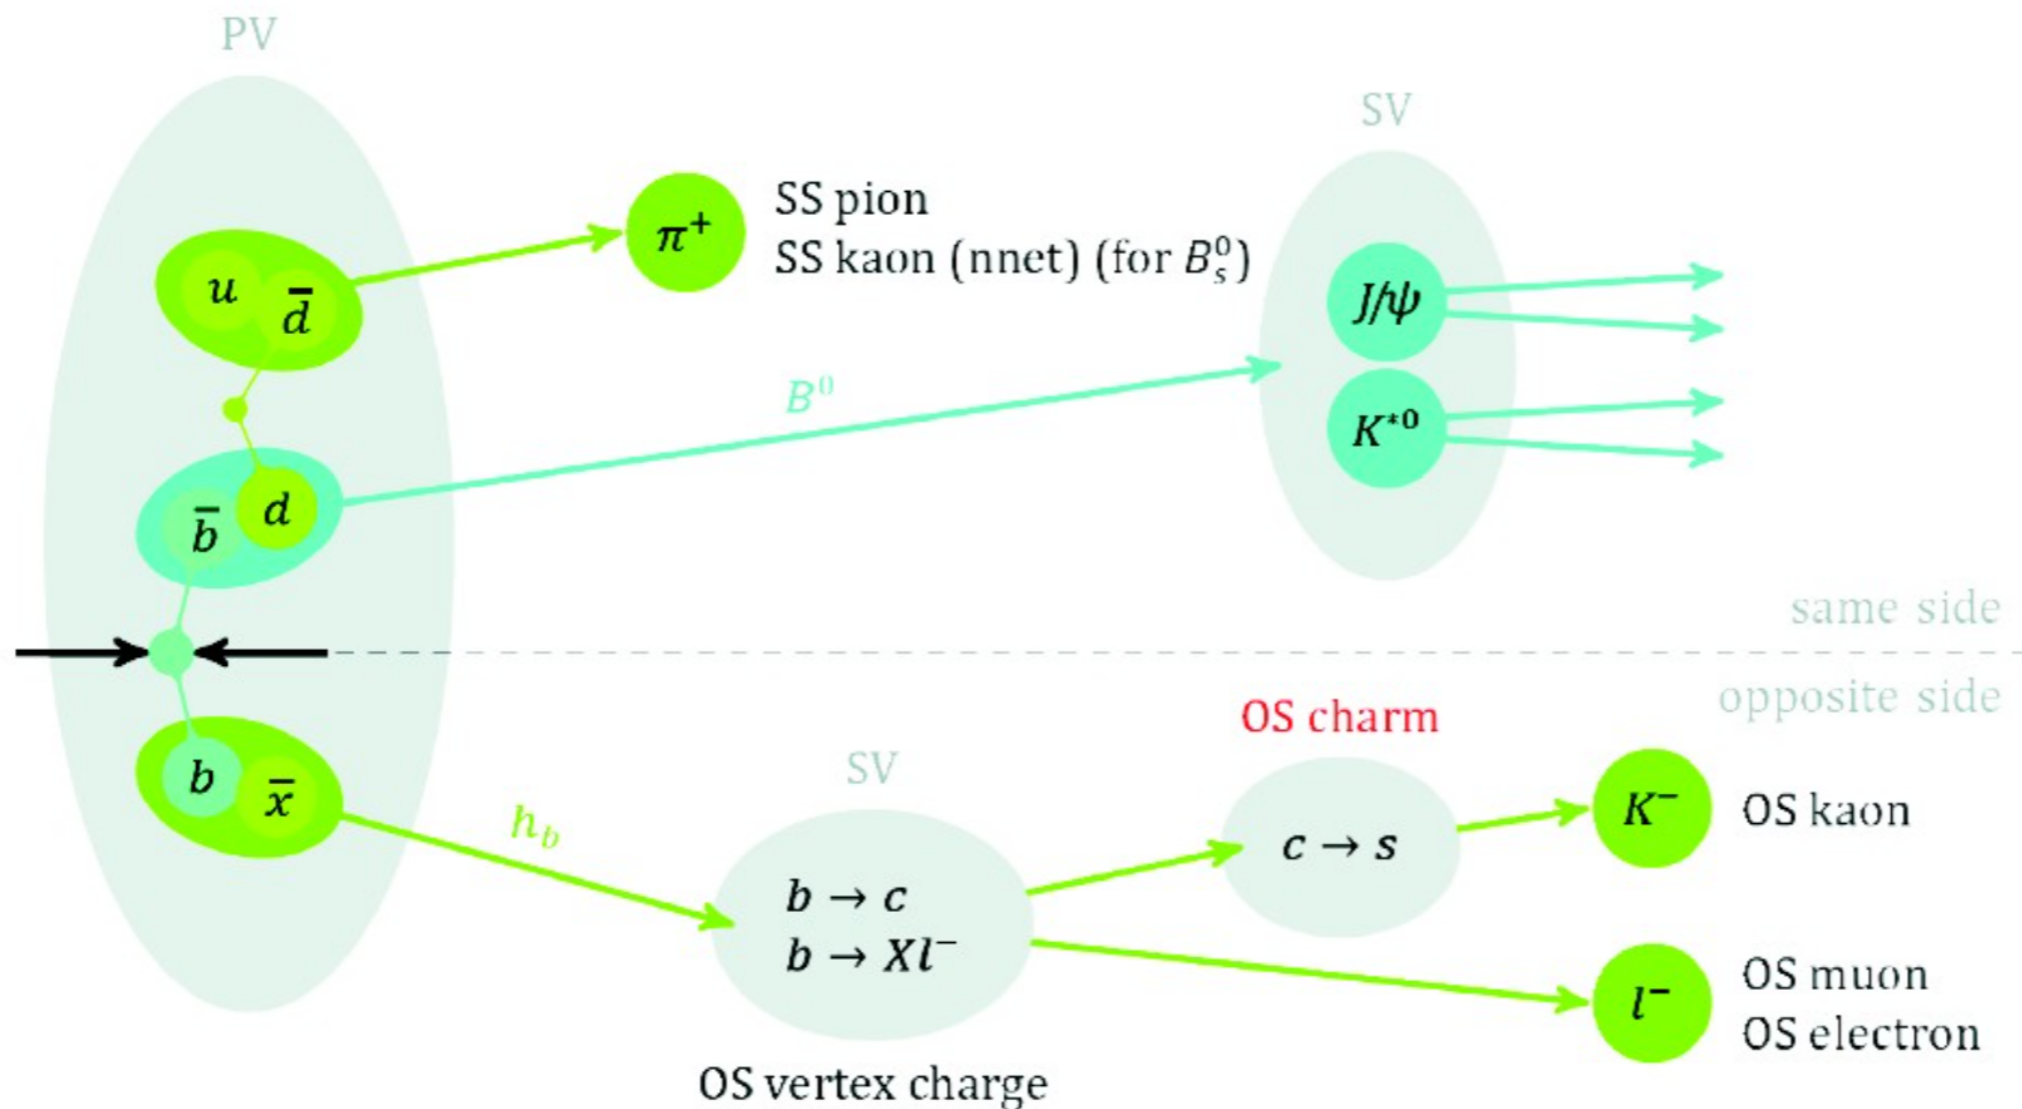 PV
SV
SS pion
SS kaon (nnet) (for B⁰ₛ)
π⁺
u
d̅
J/ψ
B⁰
K*⁰
b̅
d
same side
opposite side
OS charm
SV
b
x̅
h_b
K⁻
OS kaon
c → s
b → c
b → Xl⁻
l⁻
OS muon
OS electron
OS vertex charge